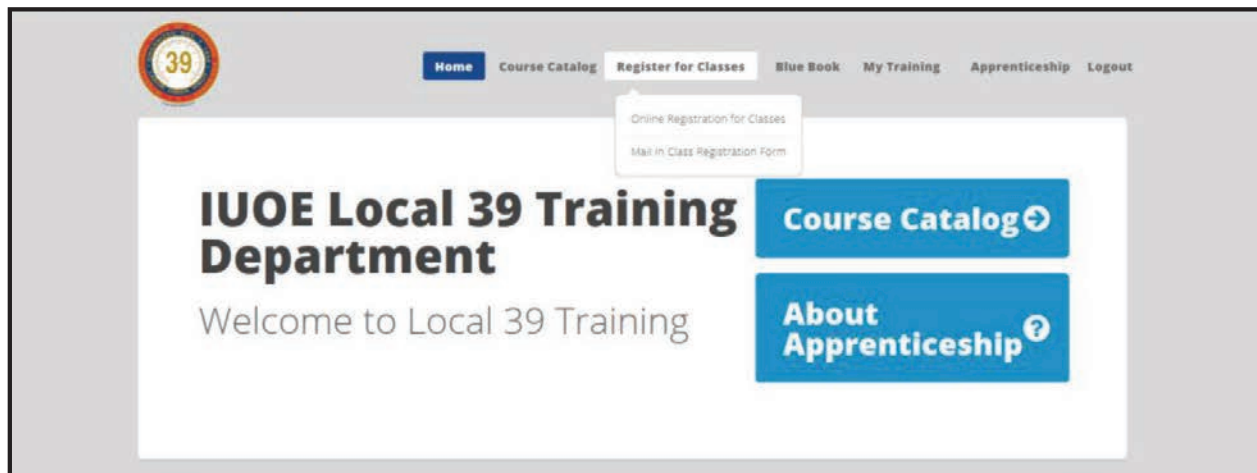 39
Home Course Catalog Register for Classes Blue Book My Training Apprenticeship Logout
Online Registration for Classes
Mail in Class Registration Form
IUOE Local 39 Training
Department
Welcome to Local 39 Training
Course Catalog
About
Apprenticeship